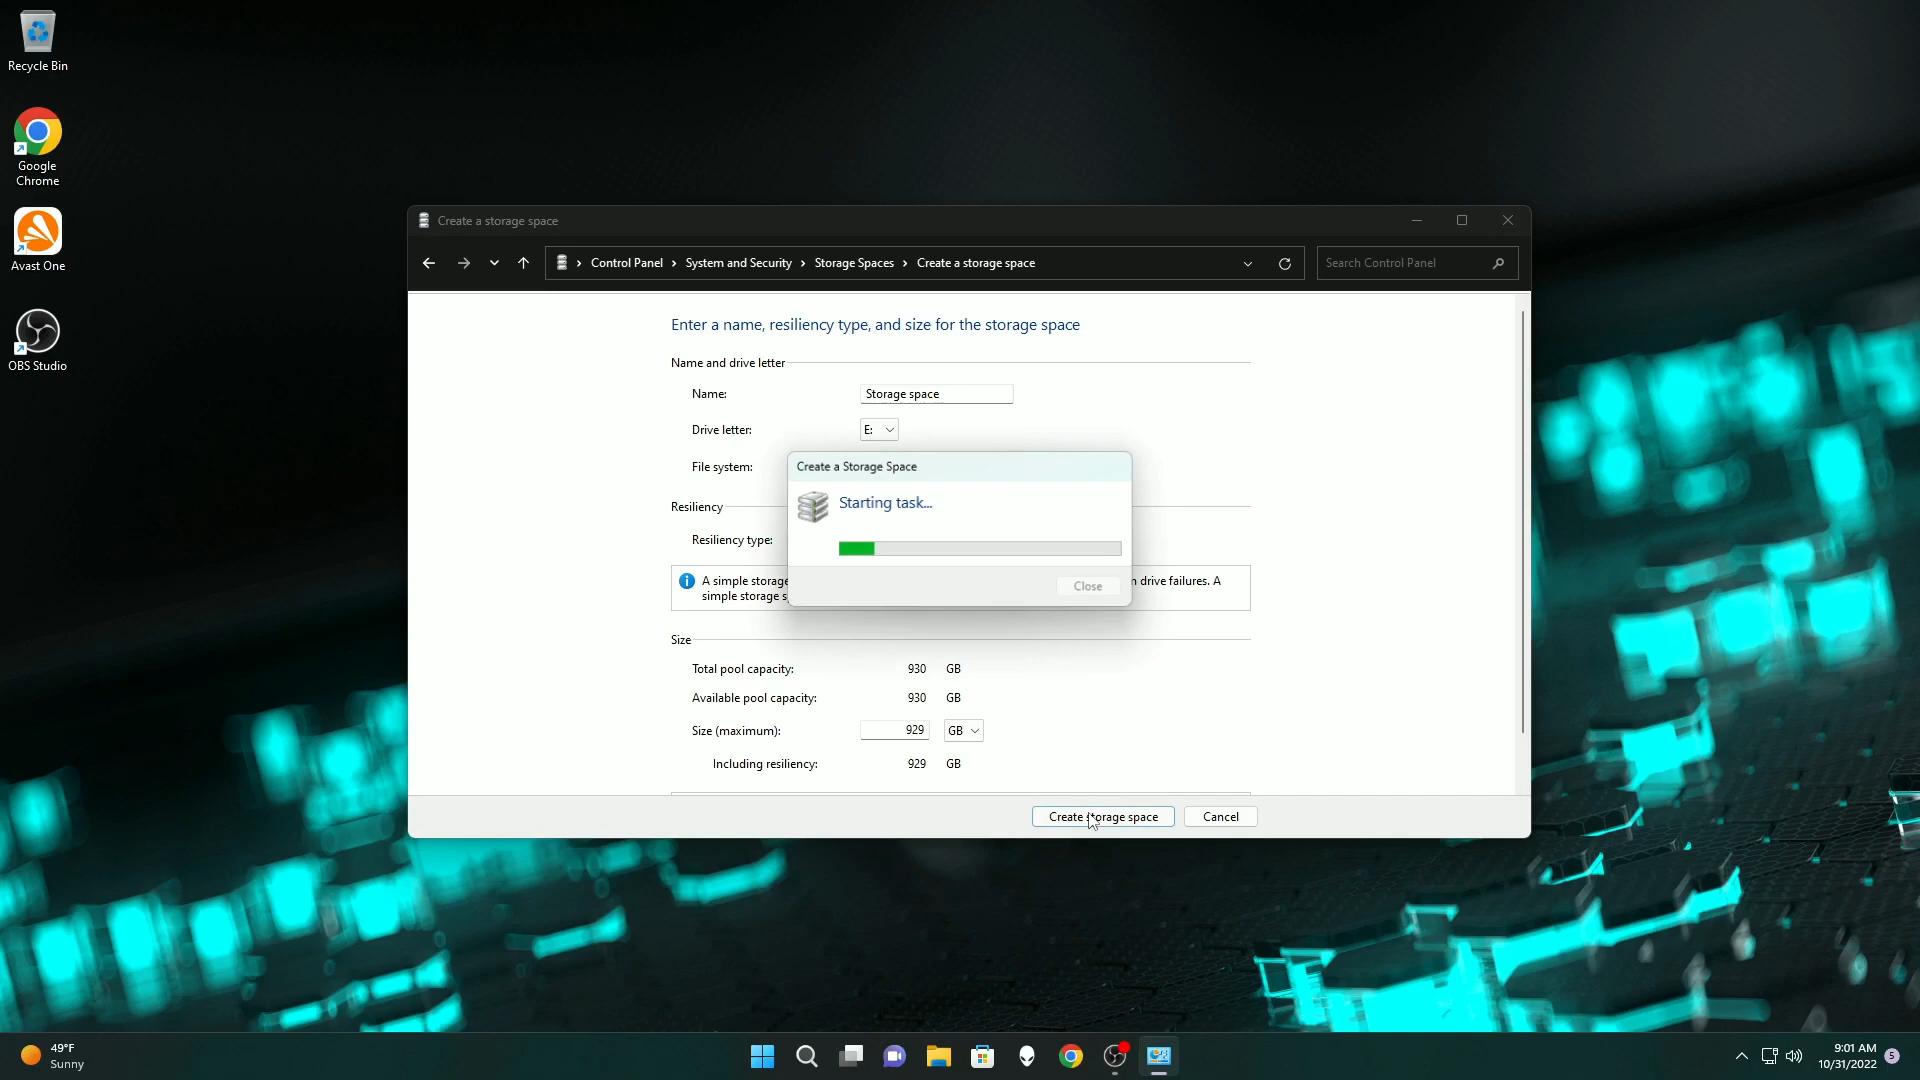 Recycle Bin
Google
Chrome
Avast One
OBS Studio
Create a storage space
Control Panel › System and Security › Storage Spaces › Create a storage space
Search Control Panel
Enter a name, resiliency type, and size for the storage space
Name and drive letter
Name: Storage space
Drive letter: E:
File system:
Resiliency
Resiliency type:
Create a Storage Space
Starting task...
Close
A simple storage
drive failures. A
simple storage
Size
Total pool capacity: 930 GB
Available pool capacity: 930 GB
Size (maximum): 929 GB
Including resiliency: 929 GB
Create storage space Cancel
49°F
Sunny
9:01 AM
10/31/2022
5